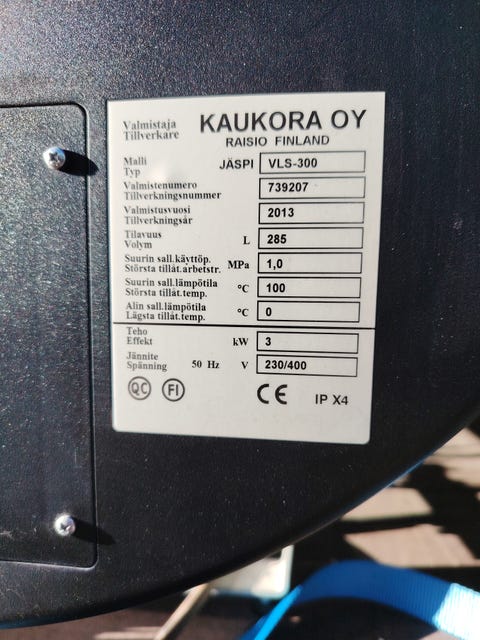 Valmistaja KAUKORA OY
Tillverkare RAISIO FINLAND
Malli
Typ JÄSPI VLS-300
Valmistenumero 739207
Tillverkningsnummer
Valmistusvuosi 2013
Tillverkningsår
Tilavuus
Volym L 285
Suurin sall.käyttöp. MPa 1,0
Största tillåt.arbetstr.
Suurin sall.lämpötila °C 100
Största tillåt.temp.
Alin sall.lämpötila °C 0
Lägsta tillåt.temp.
Teho
Effekt kW 3
Jännite
Spänning 50 Hz V 230/400
QC FI CE IP X4